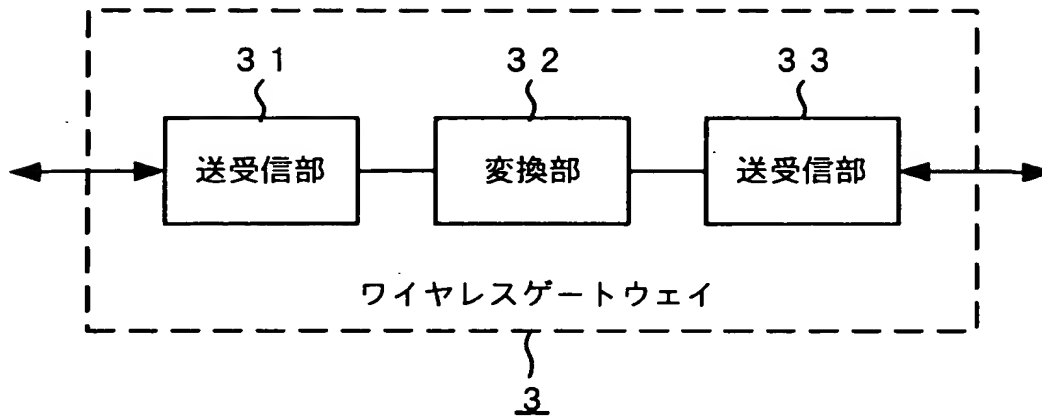 ３１
３２
３３
送受信部
変換部
送受信部
ワイヤレスゲートウェイ
３